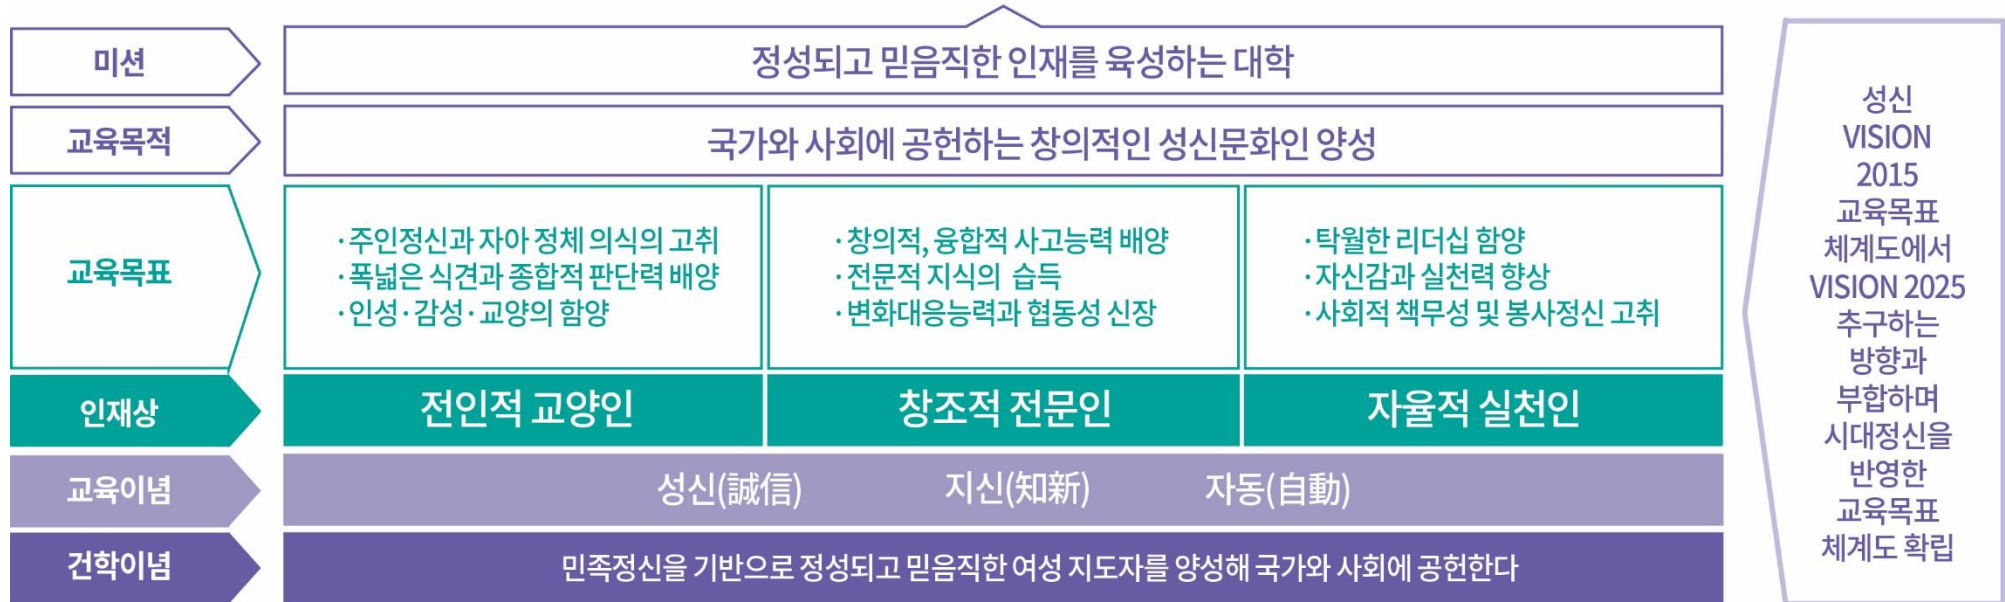 미션
정성되고 믿음직한 인재를 육성하는 대학
교육목적
국가와 사회에 공헌하는 창의적인 성신문화인 양성
교육목표
·주인정신과 자아 정체 의식의 고취
·폭넓은 식견과 종합적 판단력 배양
·인성·감성·교양의 함양
·창의적, 융합적 사고능력 배양
·전문적 지식의 습득
·변화대응능력과 협동성 신장
·탁월한 리더십 함양
·자신감과 실천력 향상
·사회적 책무성 및 봉사정신 고취
인재상
전인적 교양인
창조적 전문인
자율적 실천인
교육이념
성신(誠信)
지신(知新)
자동(自動)
건학이념
민족정신을 기반으로 정성되고 믿음직한 여성 지도자를 양성해 국가와 사회에 공헌한다
성신
VISION
2015
교육목표
체계도에서
VISION 2025
추구하는
방향과
부합하며
시대정신을
반영한
교육목표
체계도 확립